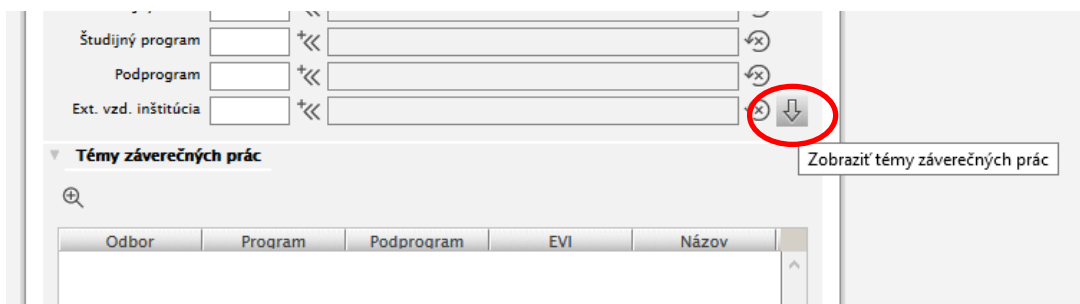 Študijný program
Podprogram
Ext. vzd. inštitúcia
Témy záverečných prác
Zobraziť témy záverečných prác
Odbor Program Podprogram EVI Názov